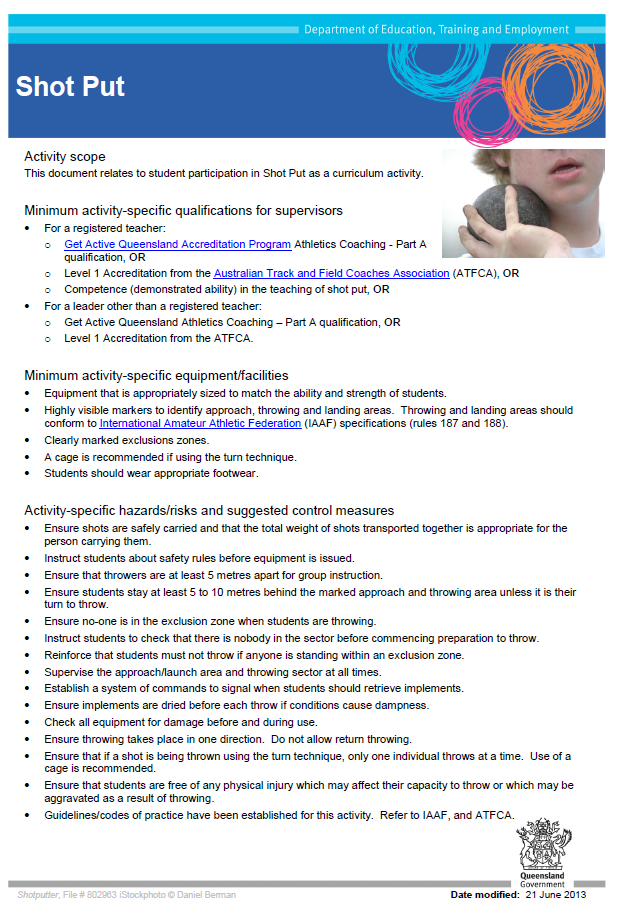 Department of Education, Training and Employment
Shot Put
Activity scope
This document relates to student participation in Shot Put as a curriculum activity.
Minimum activity-specific qualifications for supervisors
• For a registered teacher:
o Get Active Queensland Accreditation Program Athletics Coaching - Part A
qualification, OR
o Level 1 Accreditation from the Australian Track and Field Coaches Association (ATFCA), OR
o Competence (demonstrated ability) in the teaching of shot put, OR
• For a leader other than a registered teacher:
o Get Active Queensland Athletics Coaching – Part A qualification, OR
o Level 1 Accreditation from the ATFCA.
Minimum activity-specific equipment/facilities
• Equipment that is appropriately sized to match the ability and strength of students.
• Highly visible markers to identify approach, throwing and landing areas. Throwing and landing areas should
conform to International Amateur Athletic Federation (IAAF) specifications (rules 187 and 188).
• Clearly marked exclusions zones.
• A cage is recommended if using the turn technique.
• Students should wear appropriate footwear.
Activity-specific hazards/risks and suggested control measures
• Ensure shots are safely carried and that the total weight of shots transported together is appropriate for the
person carrying them.
• Instruct students about safety rules before equipment is issued.
• Ensure that throwers are at least 5 metres apart for group instruction.
• Ensure students stay at least 5 to 10 metres behind the marked approach and throwing area unless it is their
turn to throw.
• Ensure no-one is in the exclusion zone when students are throwing.
• Instruct students to check that there is nobody in the sector before commencing preparation to throw.
• Reinforce that students must not throw if anyone is standing within an exclusion zone.
• Supervise the approach/launch area and throwing sector at all times.
• Establish a system of commands to signal when students should retrieve implements.
• Ensure implements are dried before each throw if conditions cause dampness.
• Check all equipment for damage before and during use.
• Ensure throwing takes place in one direction. Do not allow return throwing.
• Ensure that if a shot is being thrown using the turn technique, only one individual throws at a time. Use of a
cage is recommended.
• Ensure that students are free of any physical injury which may affect their capacity to throw or which may be
aggravated as a result of throwing.
• Guidelines/codes of practice have been established for this activity. Refer to IAAF, and ATFCA.
Queensland
Government
Shotputter, File # 802963 iStockphoto © Daniel Berman
Date modified: 21 June 2013